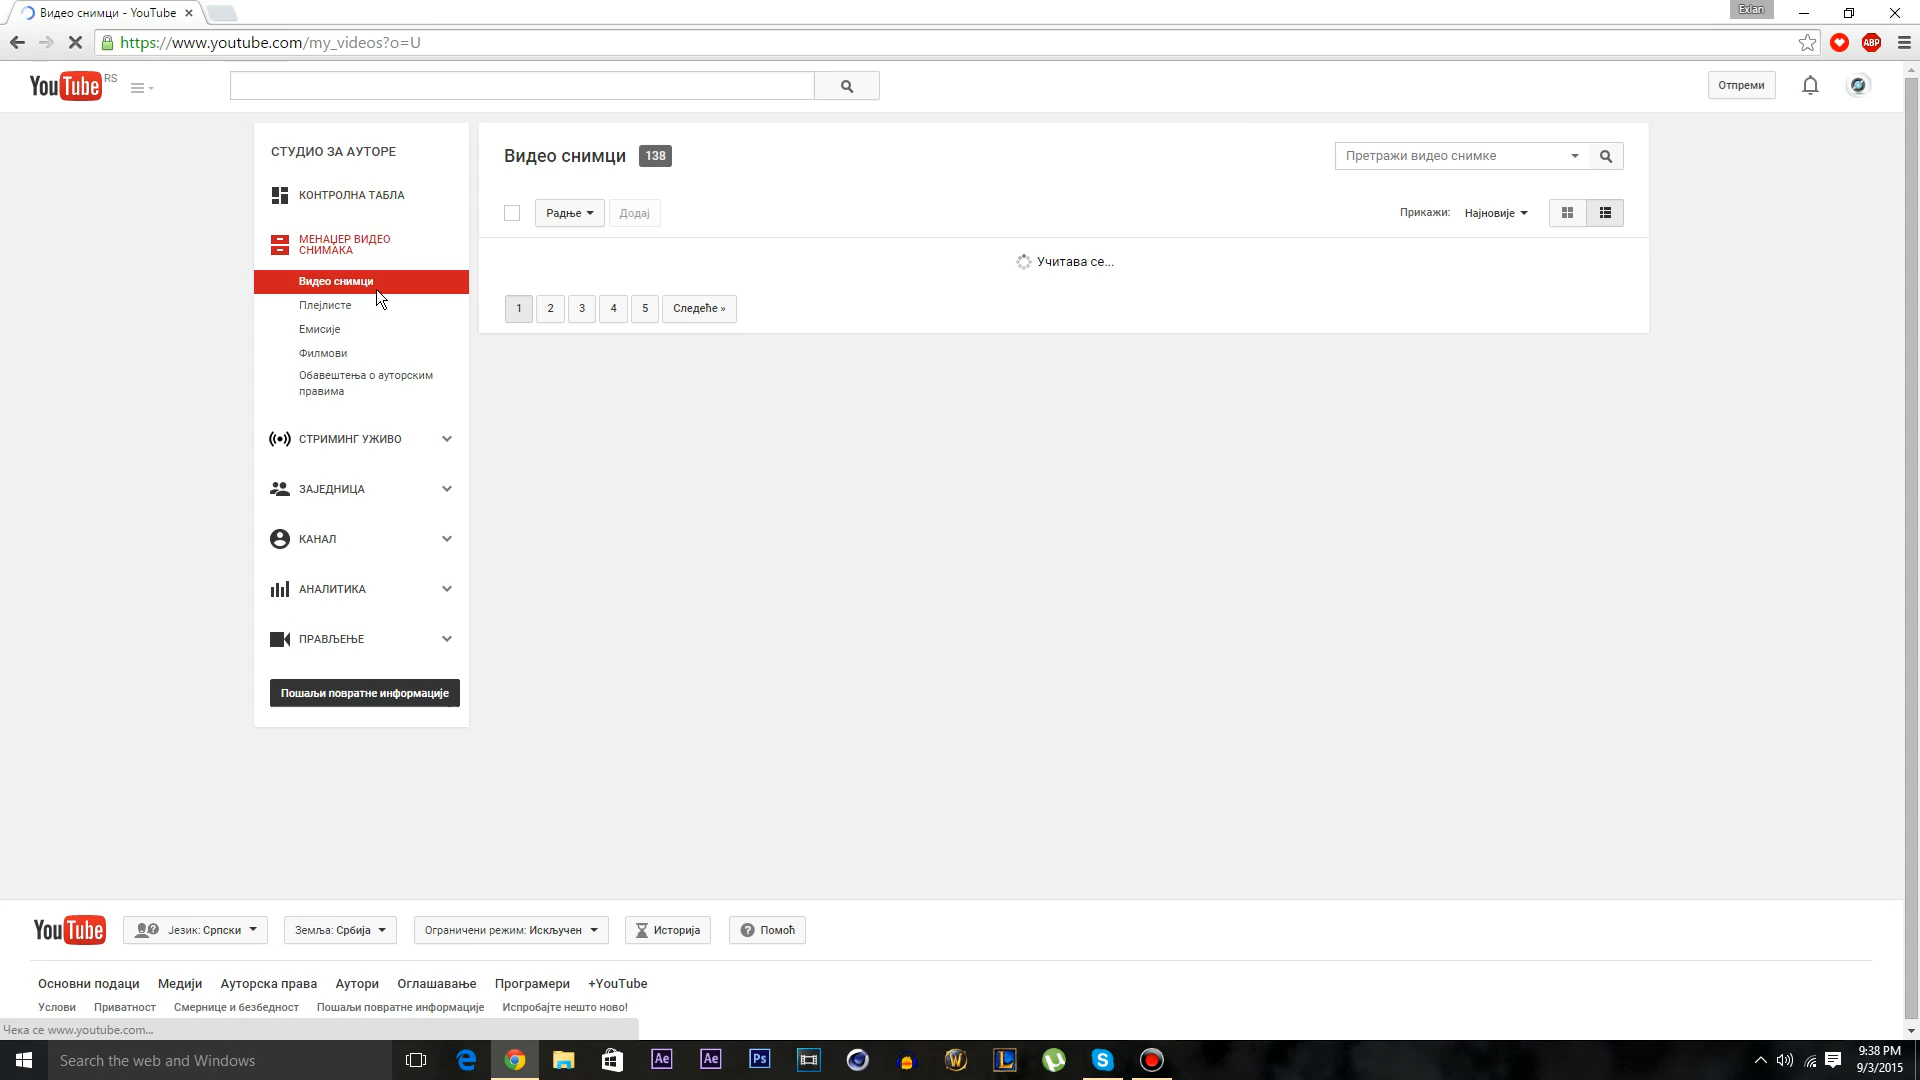 Видео снимци - YouTube
Exlan
https://www.youtube.com/my_videos?o=U
ABP
YouTube RS
Отпреми
СТУДИО ЗА АУТОРЕ
КОНТРОЛНА ТАБЛА
МЕНАЏЕР ВИДЕО
СНИМАКА
Видео снимци
Плејлисте
Емисије
Филмови
Обавештења о ауторским
правима
СТРИМИНГ УЖИВО
ЗАЈЕДНИЦА
КАНАЛ
АНАЛИТИКА
ПРАВЉЕЊЕ
Пошаљи повратне информације
Видео снимци 138
Претражи видео снимке
Радње
Додај
Прикажи: Најновије
Учитава се...
1 2 3 4 5 Следеће »
YouTube
Језик: Српски
Земља: Србија
Ограничени режим: Искључен
Историја
Помоћ
Основни подаци Медији Ауторска права Аутори Оглашавање Програмери +YouTube
Услови Приватност Смернице и безбедност Пошаљи повратне информације Испробајте нешто ново!
Чека се www.youtube.com...
Search the web and Windows
Ae
Ae
Ps
9:38 PM
9/3/2015